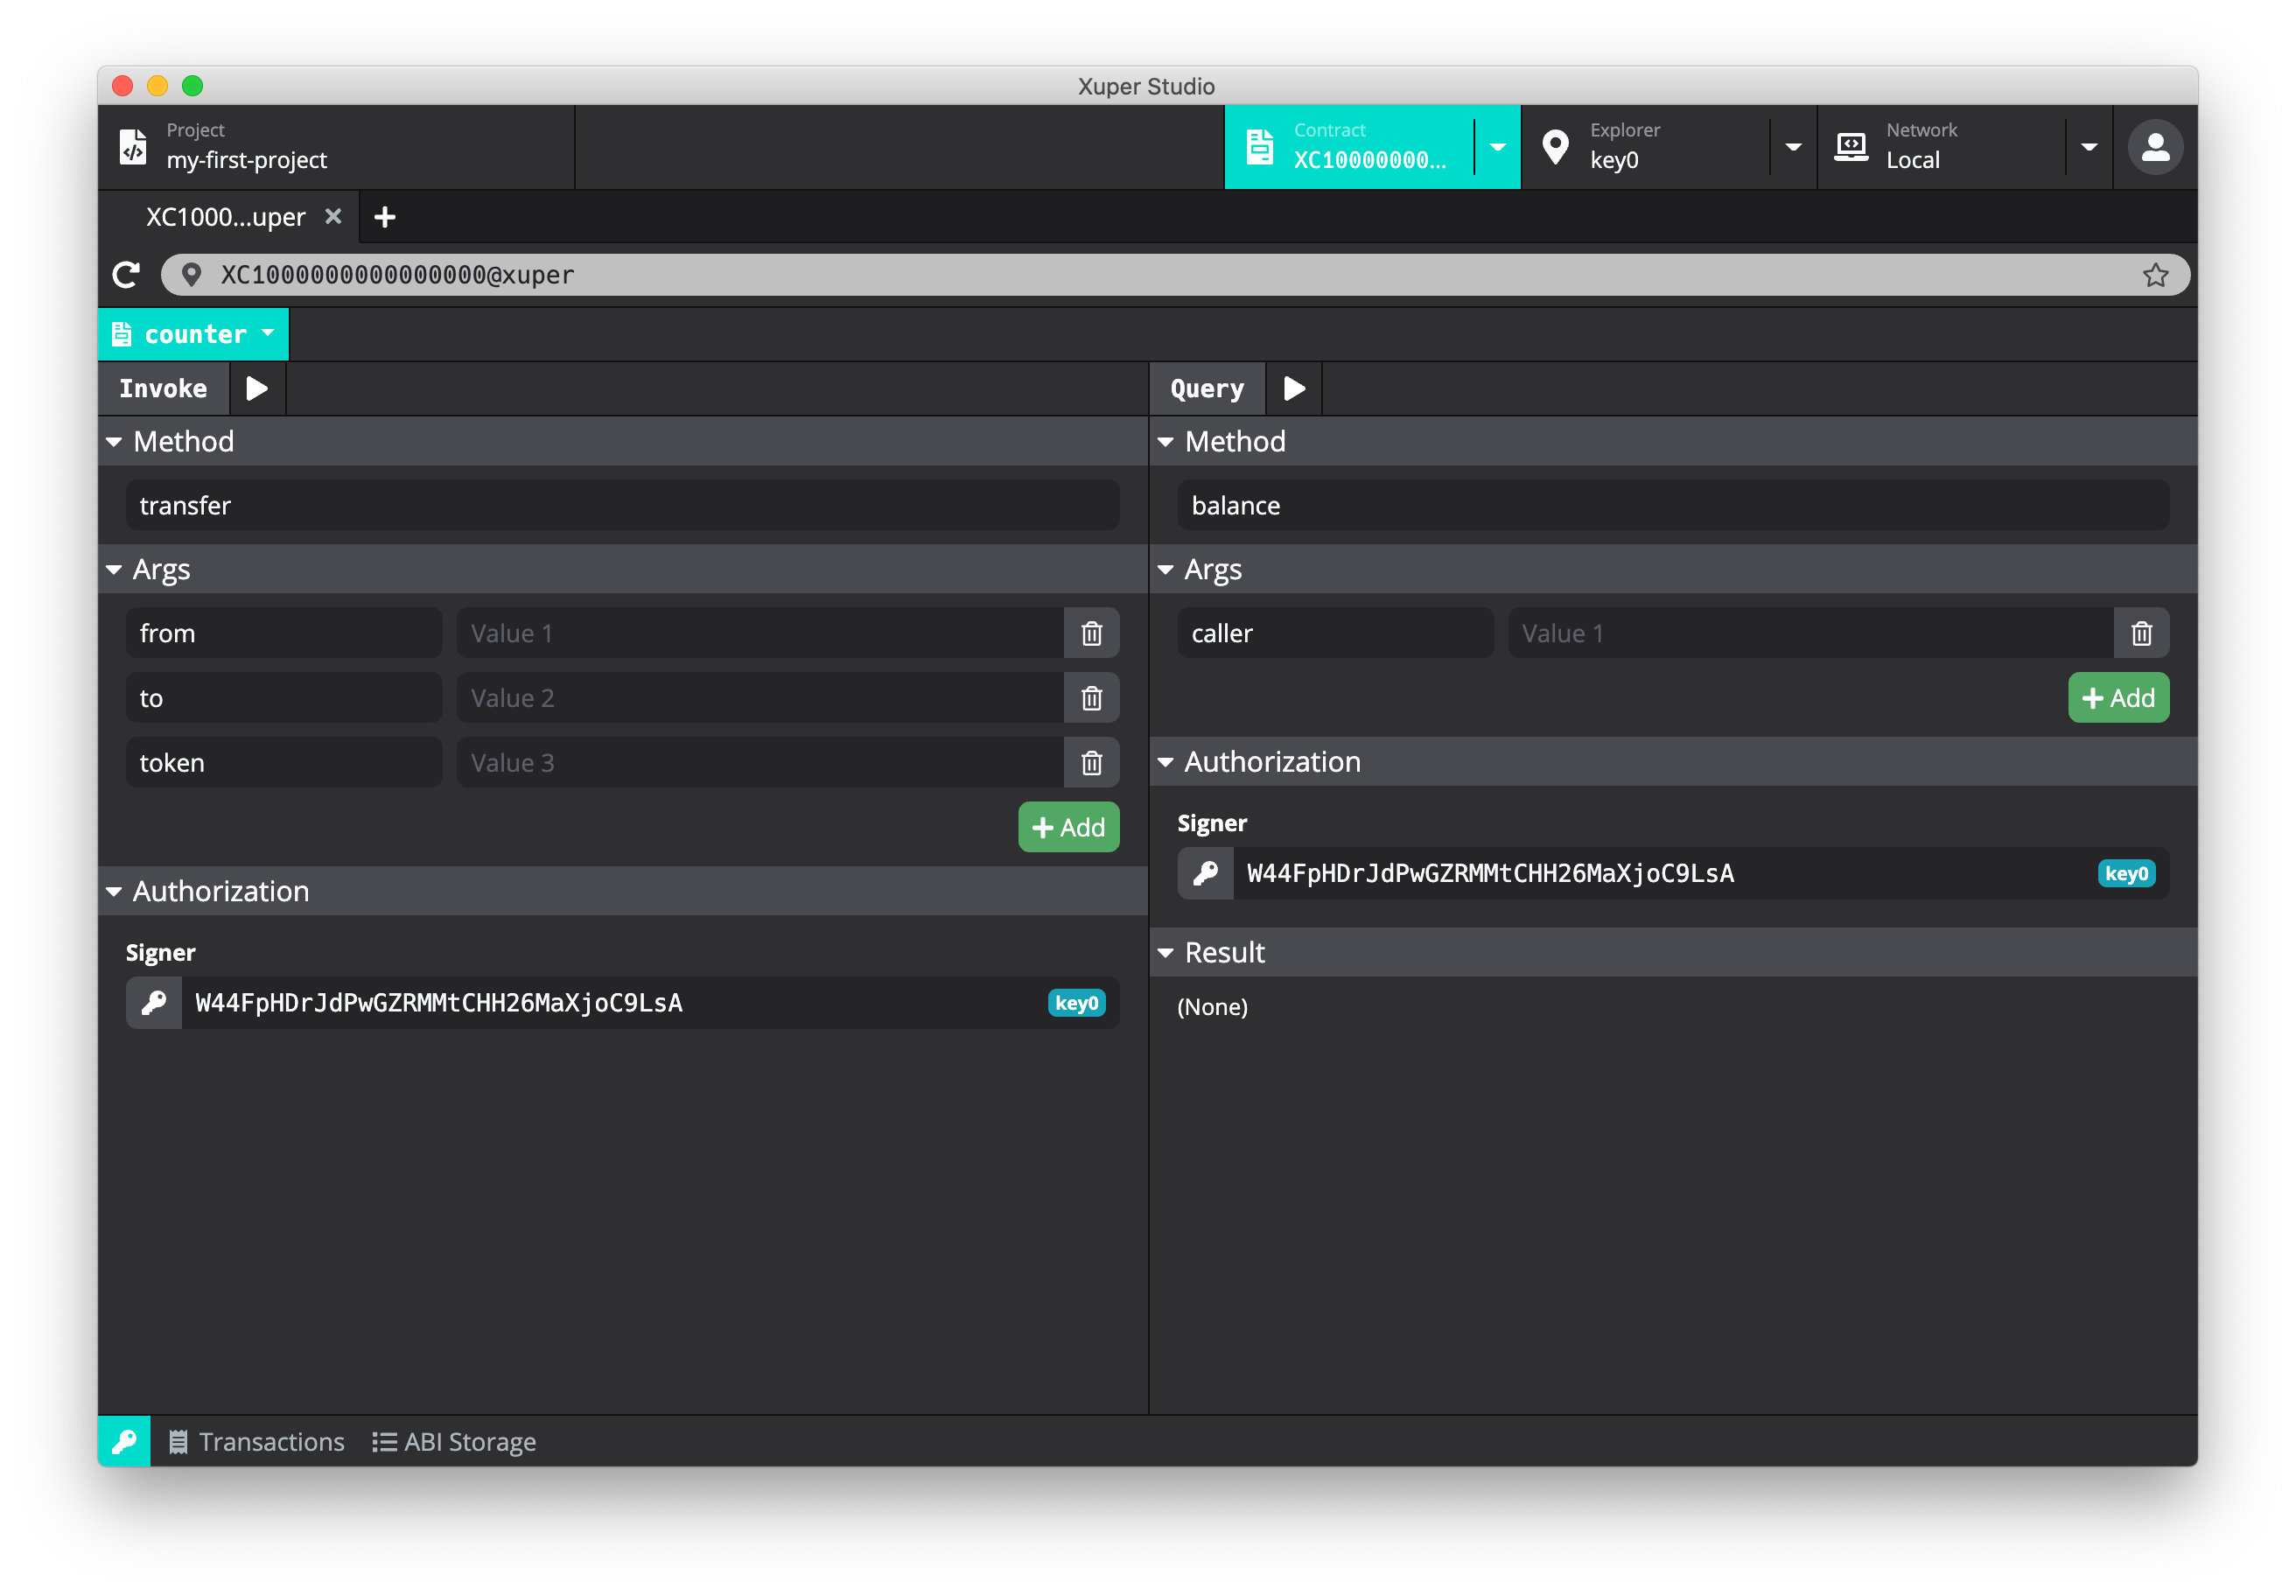 Xuper Studio
Project
my-first-project
Contract
XC10000000...
Explorer
key0
Network
Local
XC1000...uper
XC1000000000000000@xuper
counter
Invoke
Method
transfer
Args
from Value 1
to Value 2
token Value 3
Add
Authorization
Signer
W44FpHDrJdPwGZRMMtCHH26MaXjoC9LsA key0
Query
Method
balance
Args
caller Value 1
Add
Authorization
Signer
W44FpHDrJdPwGZRMMtCHH26MaXjoC9LsA key0
Result
(None)
Transactions ABI Storage